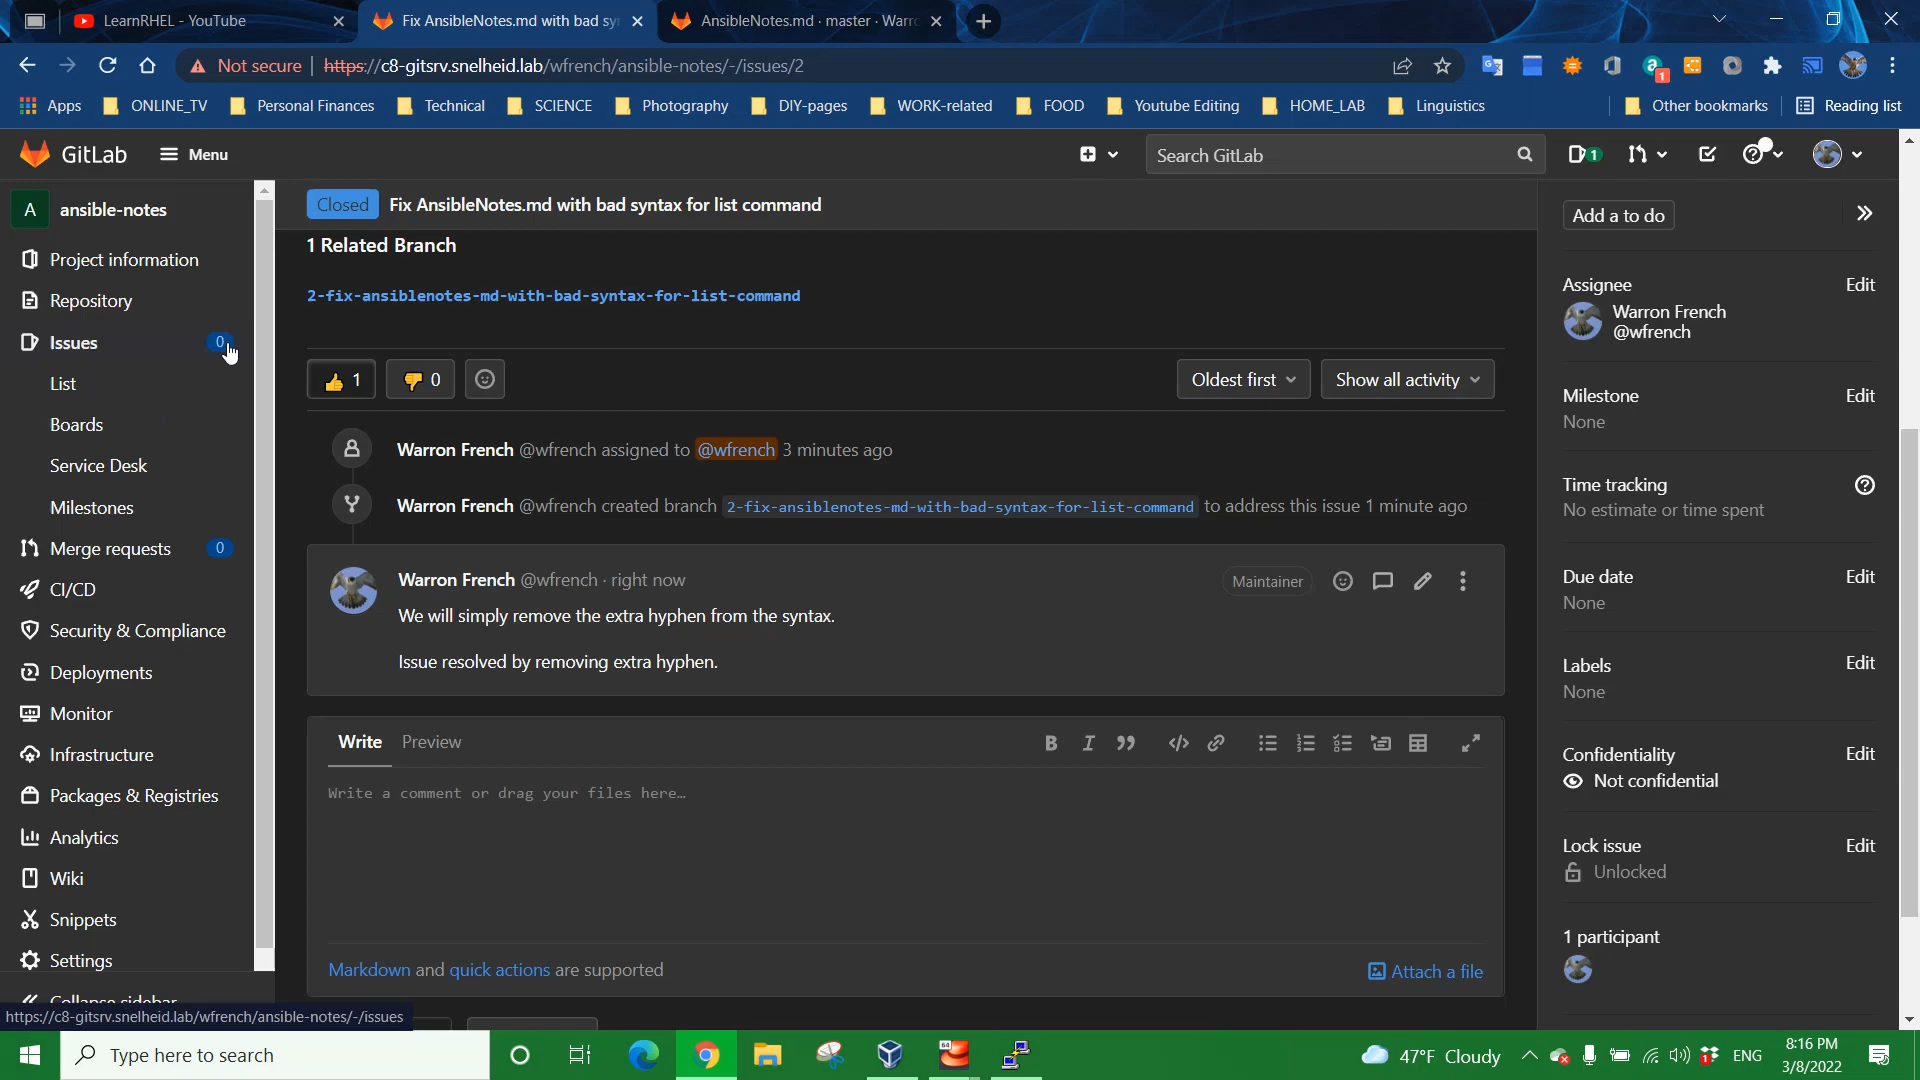 LearnRHEL - YouTube
Fix AnsibleNotes.md with bad sy
AnsibleNotes.md · master · Warro
Not secure
https://c8-gitsrv.snelheid.lab/wfrench/ansible-notes/-/issues/2
a
1
Apps
ONLINE_TV
Personal Finances
Technical
SCIENCE
Photography
DIY-pages
WORK-related
FOOD
Youtube Editing
HOME_LAB
Linguistics
Other bookmarks
Reading list
GitLab
Menu
Search GitLab
1
A ansible-notes
Project information
Repository
Issues 0
List
Boards
Service Desk
Milestones
Merge requests 0
CI/CD
Security & Compliance
Deployments
Monitor
Infrastructure
Packages & Registries
Analytics
Wiki
Snippets
Settings
Collapse sidebar
https://c8-gitsrv.snelheid.lab/wfrench/ansible-notes/-/issues
Closed Fix AnsibleNotes.md with bad syntax for list command
1 Related Branch
2-fix-ansiblenotes-md-with-bad-syntax-for-list-command
1
0
Oldest first
Show all activity
Warron French @wfrench assigned to @wfrench 3 minutes ago
Warron French @wfrench created branch 2-fix-ansiblenotes-md-with-bad-syntax-for-list-command to address this issue 1 minute ago
Warron French @wfrench · right now
Maintainer
We will simply remove the extra hyphen from the syntax.
Issue resolved by removing extra hyphen.
Write
Preview
Write a comment or drag your files here…
Markdown and quick actions are supported
Attach a file
Add a to do
Assignee
Edit
Warron French
@wfrench
Milestone
Edit
None
Time tracking
No estimate or time spent
Due date
Edit
None
Labels
Edit
None
Confidentiality
Edit
Not confidential
Lock issue
Edit
Unlocked
1 participant
Type here to search
64
47°F Cloudy
1
ENG
8:16 PM
3/8/2022